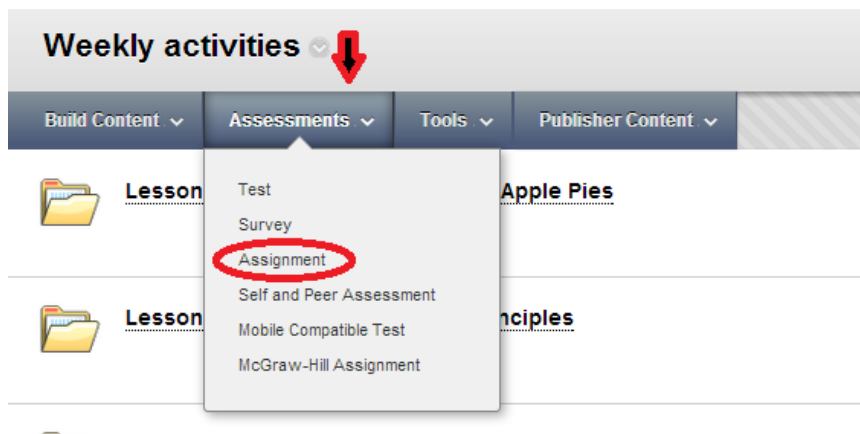 Weekly activities
Build Content Assessments Tools Publisher Content
Lesson Apple Pies
Test
Survey
Assignment
Self and Peer Assessment
Lesson nciples
Mobile Compatible Test
McGraw-Hill Assignment